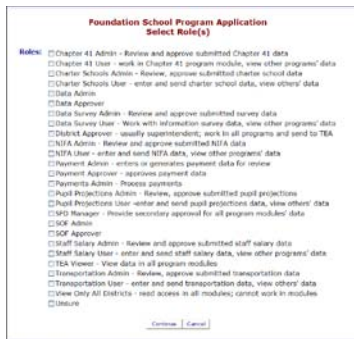 Foundation School Program Application
Select Role(s)
Roles: Chapter 41 Admin - Review and approve submitted Chapter 41 data
Chapter 41 User - work in Chapter 41 program module, view other programs' data
Charter Schools Admin - Review, approve submitted charter school data
Charter Schools User - enter and send charter school data, view others' data
Data Admin
Data Approver
Data Survey Admin - Review and approve submitted survey data
Data Survey User - Work with information survey data, view other programs' data
District Approver - usually superintendent; work in all programs and send to TEA
NIFA Admin - Review and approve submitted NIFA data
NIFA User - enter and send NIFA data, view other programs' data
Payment Admin - enters or generates payment data for review
Payment Approver - approves payment data
Payments Admin - Process payments
Pupil Projections Admin - Review, approve submitted pupil projections
Pupil Projections User -enter and send pupil projections data, view others' data
SFD Manager - Provide secondary approval for all program modules' data
SOF Admin
SOF Approver
Staff Salary Admin - Review and approve submitted staff salary data
Staff Salary User - enter and send staff salary data, view other programs' data
TEA Viewer - View data in all program modules
Transportation Admin - Review, approve submitted transportation data
Transportation User - enter and send transportation data, view others' data
View Only All Districts - read access in all modules; cannot work in modules
Unsure
Continue Cancel